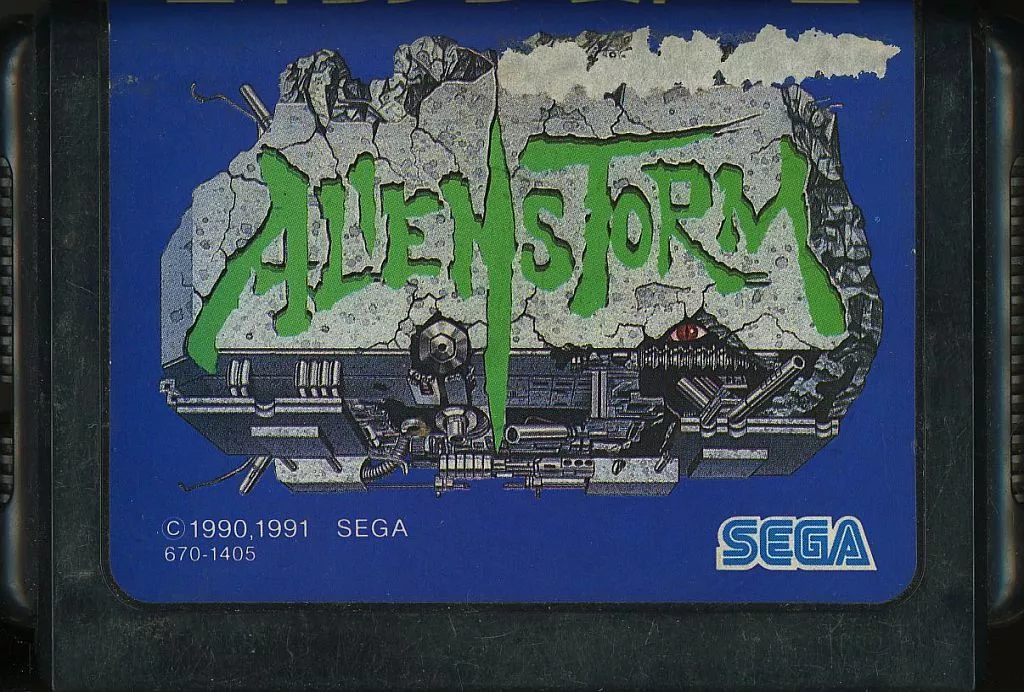 ALIEN STORM
© 1990,1991 SEGA
670-1405
SEGA